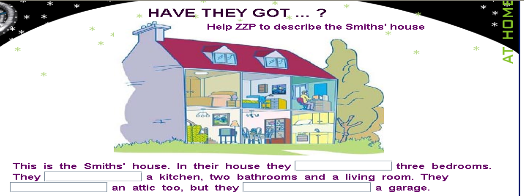 HAVE THEY GOT ... ?
Help ZZP to describe the Smiths' house
AT HOME
This is the Smiths' house. In their house they three bedrooms.
They a kitchen, two bathrooms and a living room. They
an attic too, but they a garage.